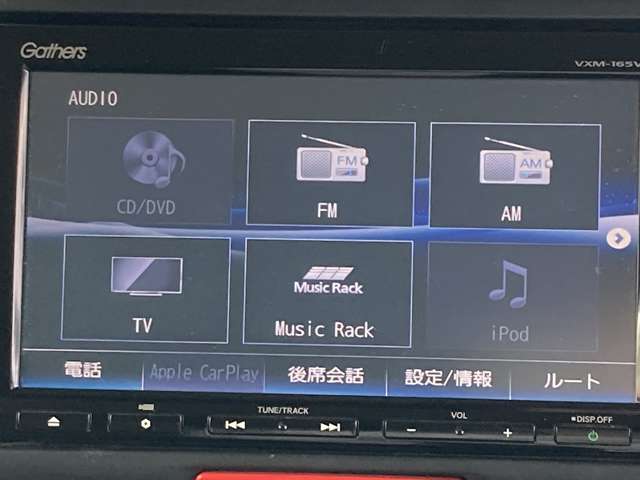 Gathers
VXM-165V
AUDIO
CD/DVD
FM
FM
AM
AM
TV
Music Rack
Music Rack
iPod
電話
Apple CarPlay
後席会話
設定/情報
ルート
TUNE/TRACK
VOL
DISP.OFF